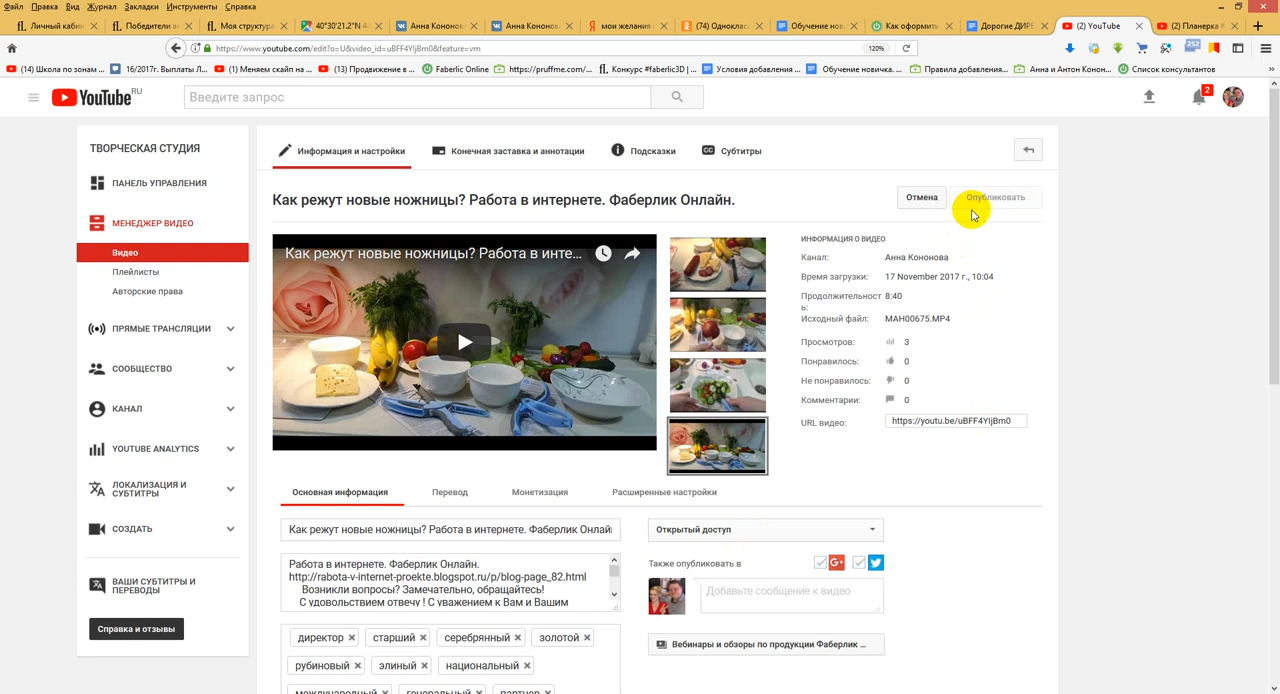 Файл Правка Вид Журнал Закладки Инструменты Справка
Личный кабин
Победители ас
Моя структура
40°30'21.2"N 4
Анна Кононов
Анна Кононов
мои желания
(74) Однокласс
Обучение нов
Как оформит
Дорогие ДИРЕ
(2) YouTube
(2) Планерка
https://www.youtube.com/edit?o=U&video_id=uBFF4YIjBm0&feature=vm
120%
252
(14) Школа по зонам ...
16/2017г. Выплаты Л...
(1) Меняем скайп на ...
(13) Продвижение в ...
Faberlic Online
https://pruffme.com/...
Конкурс #faberlic3D | ...
Условия добавления ...
Обучение новичка. ...
Правила добавления...
Анна и Антон Конон...
Список консультантов
YouTube RU
Введите запрос
2
ТВОРЧЕСКАЯ СТУДИЯ
ПАНЕЛЬ УПРАВЛЕНИЯ
МЕНЕДЖЕР ВИДЕО
Видео
Плейлисты
Авторские права
ПРЯМЫЕ ТРАНСЛЯЦИИ
СООБЩЕСТВО
КАНАЛ
YOUTUBE ANALYTICS
ЛОКАЛИЗАЦИЯ И
СУБТИТРЫ
СОЗДАТЬ
ВАШИ СУБТИТРЫ И
ПЕРЕВОДЫ
Справка и отзывы
Информация и настройки
Конечная заставка и аннотации
Подсказки
CC Субтитры
Как режут новые ножницы? Работа в интернете. Фаберлик Онлайн.
Отмена
Опубликовать
Как режут новые ножницы? Работа в инте...
ИНФОРМАЦИЯ О ВИДЕО
Канал: Анна Кононова
Время загрузки: 17 November 2017 г., 10:04
Продолжительност 8:40
ь:
Исходный файл: MAH00675.MP4
Просмотров: 3
Понравилось: 0
Не понравилось: 0
Комментарии: 0
URL видео: https://youtu.be/uBFF4YIjBm0
Основная информация
Перевод
Монетизация
Расширенные настройки
Как режут новые ножницы? Работа в интернете. Фаберлик Онлай
Работа в интернете. Фаберлик Онлайн.
http://rabota-v-internet-proekte.blogspot.ru/p/blog-page_82.html
Возникли вопросы? Замечательно, обращайтесь!
С удовольствием отвечу ! С уважением к Вам и Вашим
директор × старший × серебрянный × золотой ×
рубиновый × элиный × национальный ×
международный × генеральный × партнер ×
Открытый доступ
Также опубликовать в
G+
Добавьте сообщение к видео
Вебинары и обзоры по продукции Фаберлик ...